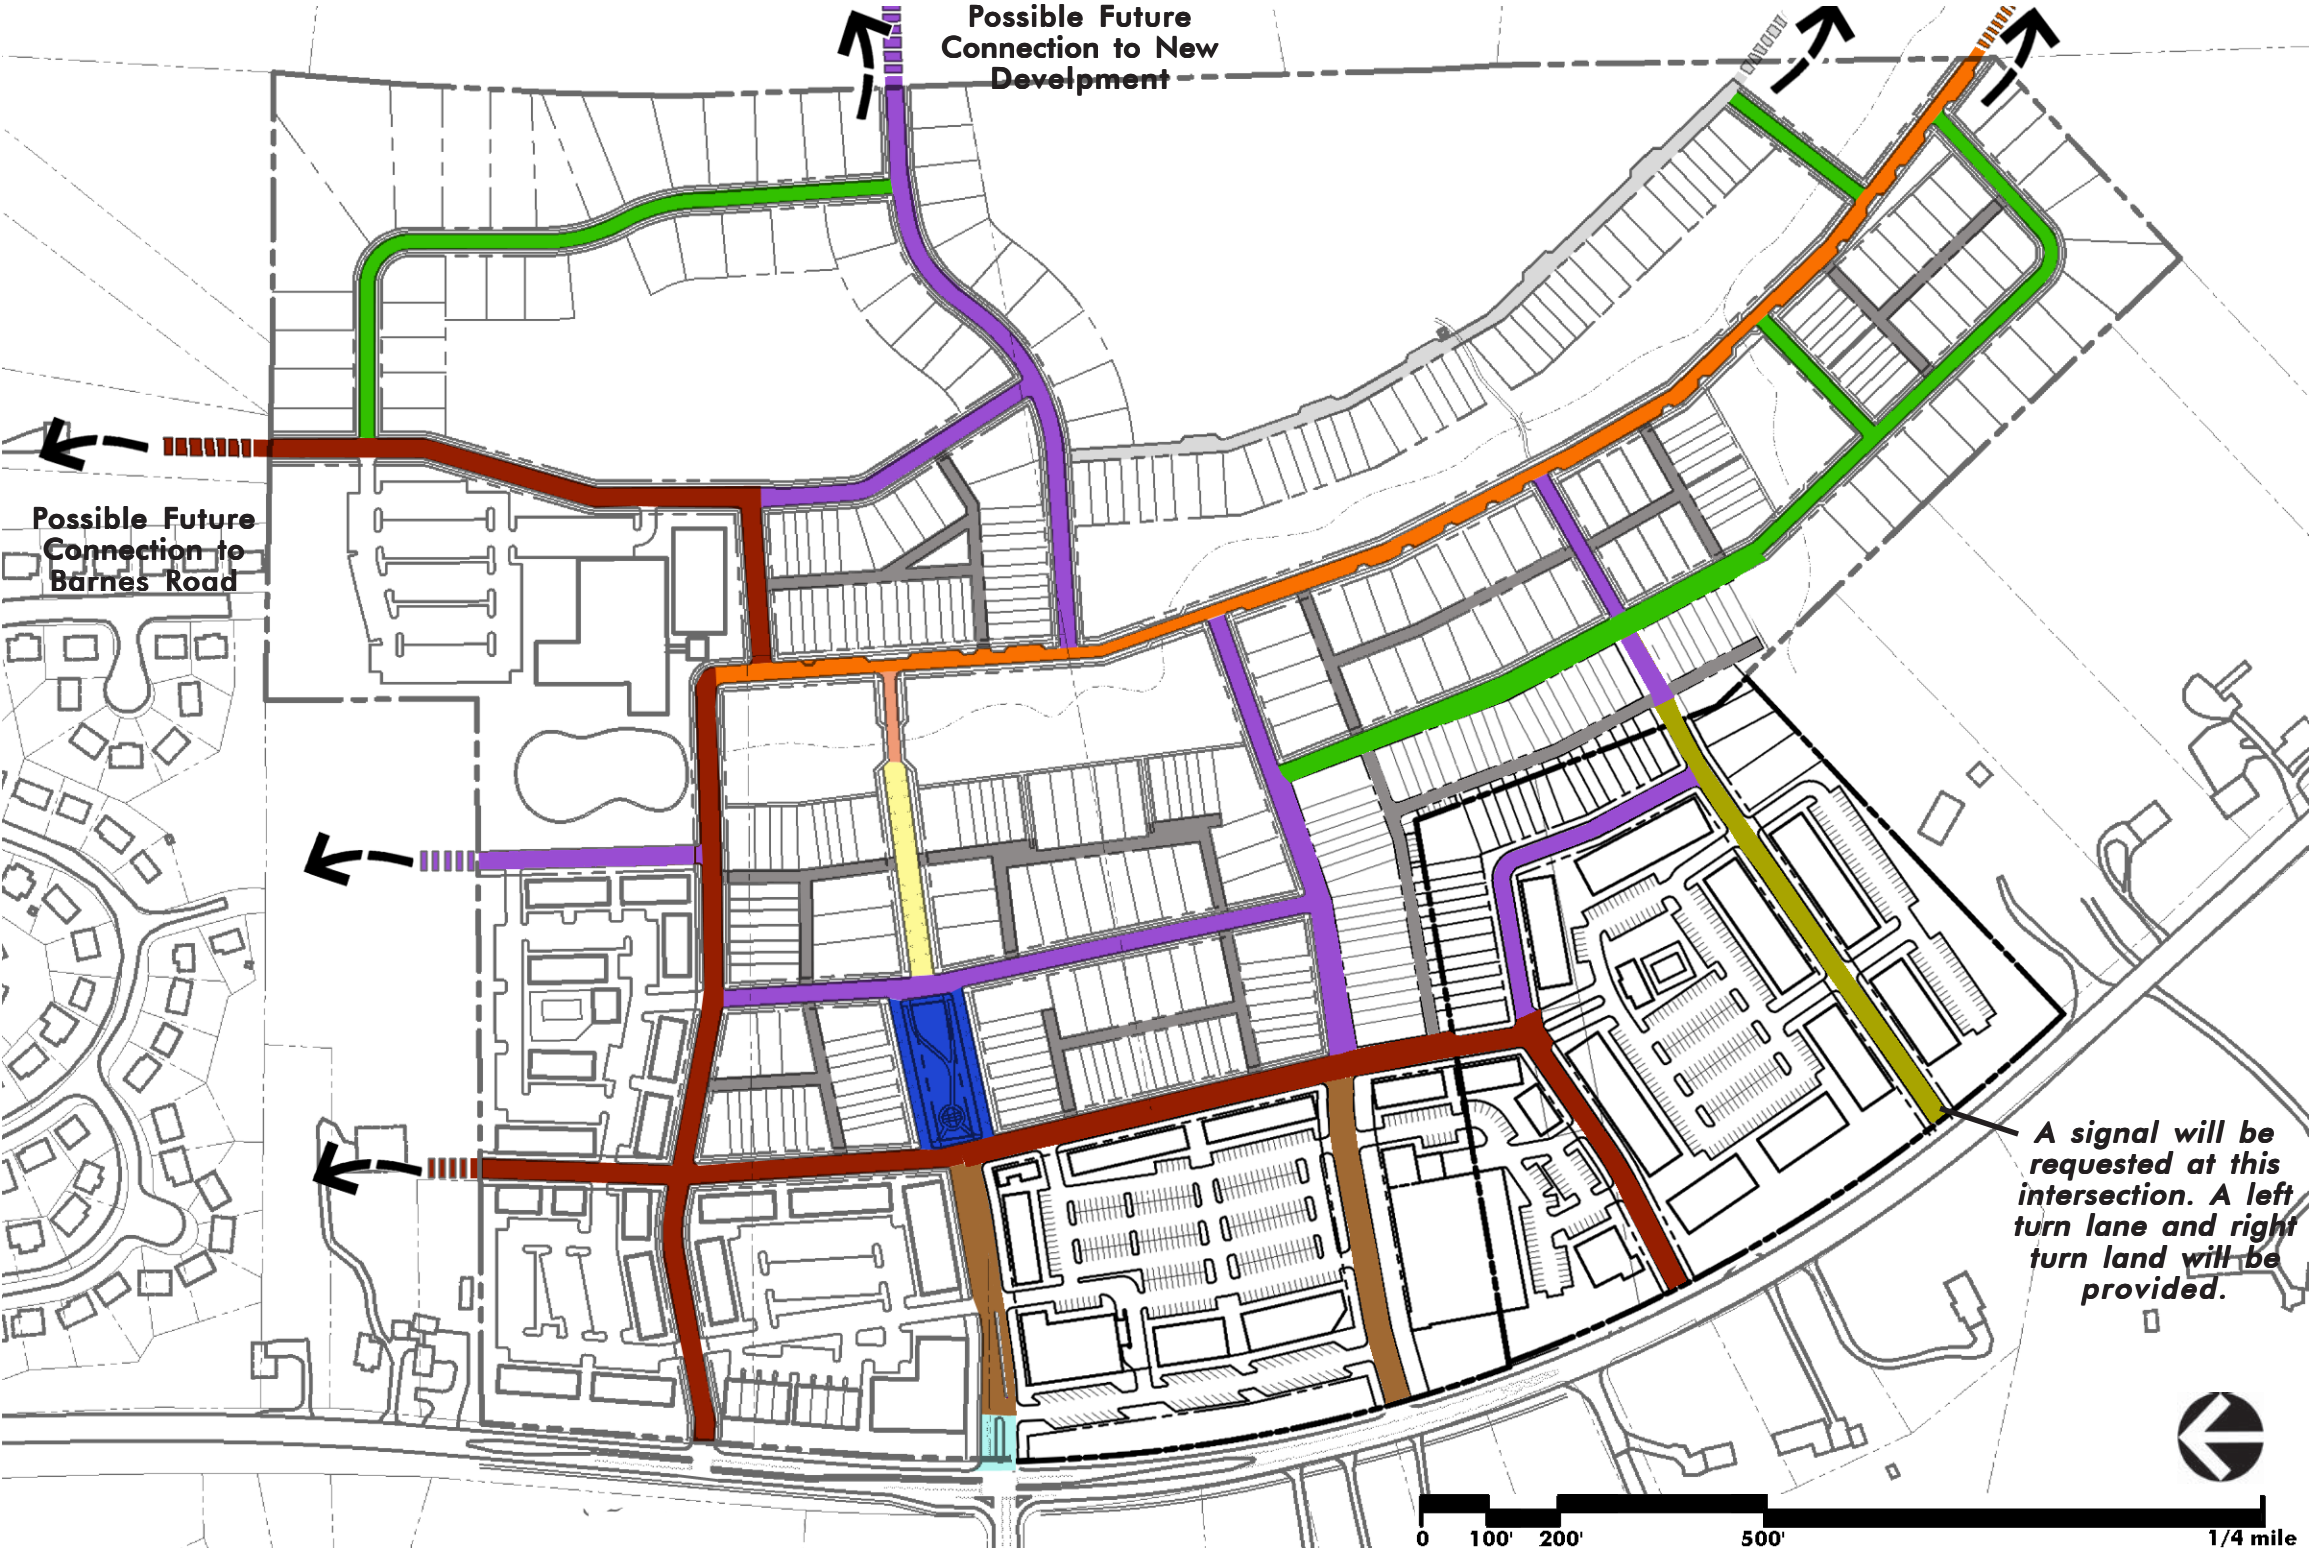 Possible Future
Connection to New
Develpment
Possible Future
Connection to
Barnes Road
A signal will be
requested at this
intersection. A left
turn lane and right
turn land will be
provided.
0 100' 200' 500' 1/4 mile